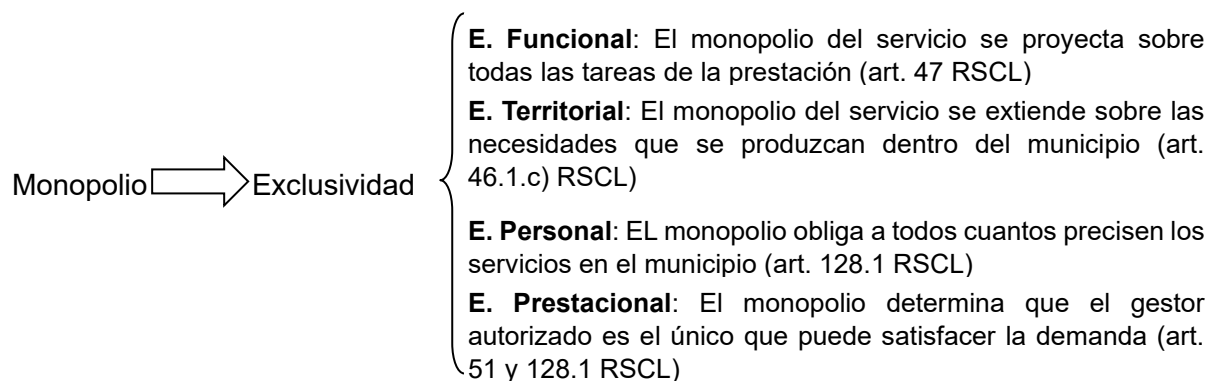 Monopolio
Exclusividad
E. Funcional: El monopolio del servicio se proyecta sobre
todas las tareas de la prestación (art. 47 RSCL)
E. Territorial: El monopolio del servicio se extiende sobre las
necesidades que se produzcan dentro del municipio (art.
46.1.c) RSCL)
E. Personal: EL monopolio obliga a todos cuantos precisen los
servicios en el municipio (art. 128.1 RSCL)
E. Prestacional: El monopolio determina que el gestor
autorizado es el único que puede satisfacer la demanda (art.
51 y 128.1 RSCL)